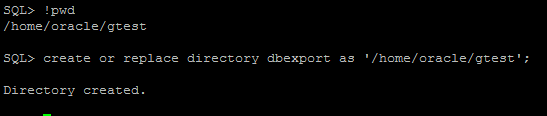 SQL> !pwd
/home/oracle/gtest
SQL> create or replace directory dbexport as '/home/oracle/gtest';
Directory created.